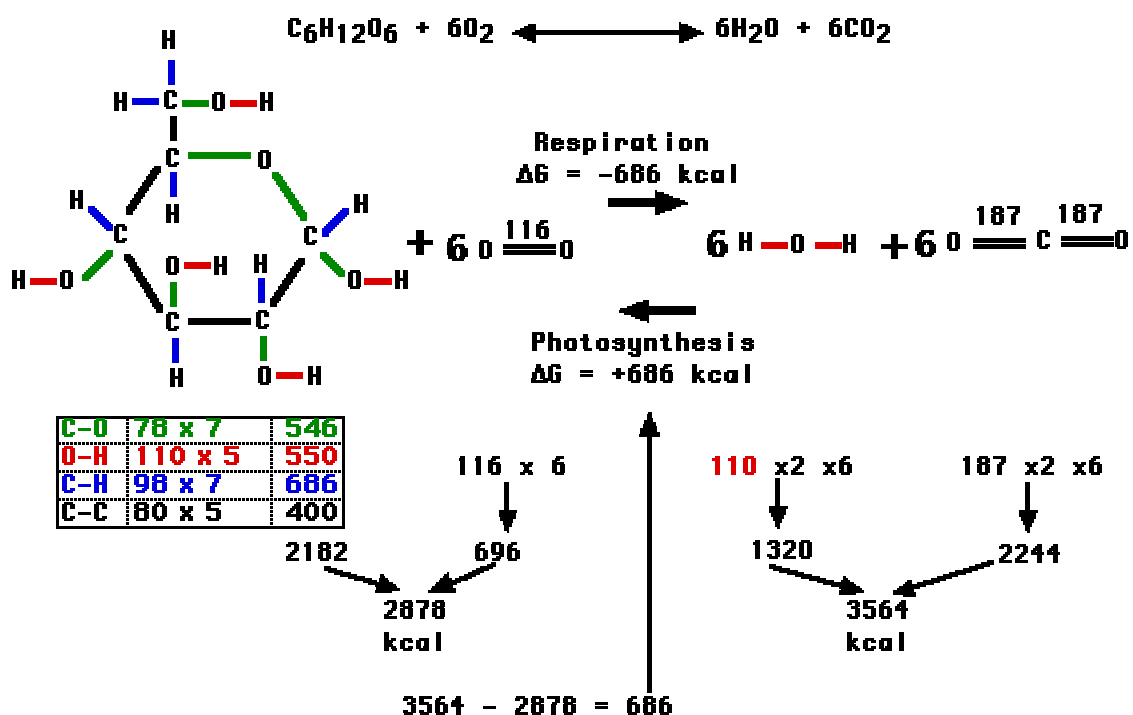 C6H12O6 + 6O2 6H2O + 6CO2
H
H C O H
Respiration
ΔG = -686 kcal
C O
H
H
H
C
C
+ 6 O 116 O
6 H O H
+ 6 O 187 C 187 O
H O
O H
H
O H
C
C
H
O H
Photosynthesis
ΔG = +686 kcal
C-O 78 x 7 546
O-H 110 x 5 550
C-H 98 x 7 686
C-C 80 x 5 400
116 x 6
110 x2 x6
187 x2 x6
2182
696
1320
2244
2878
kcal
3564
kcal
3564 - 2878 = 686